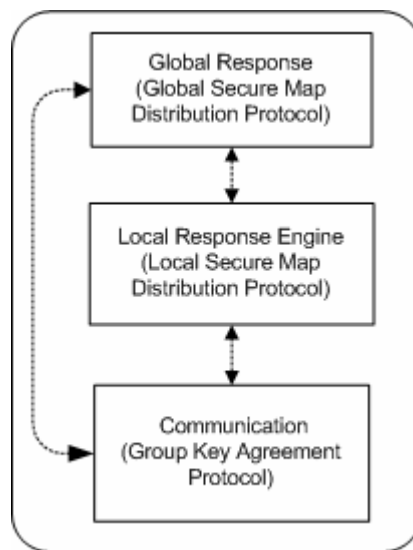 Global Response
(Global Secure Map
Distribution Protocol)
Local Response Engine
(Local Secure Map
Distribution Protocol)
Communication
(Group Key Agreement
Protocol)